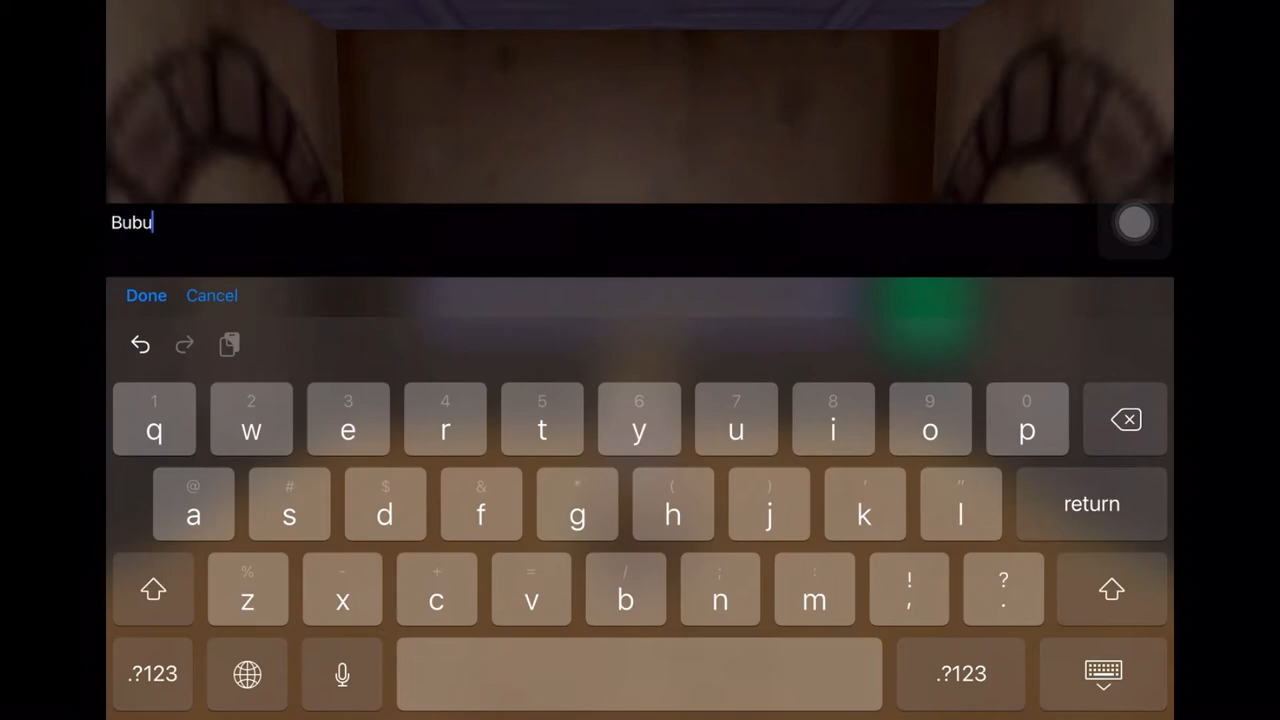 Bubu
Done Cancel
1 2 3 4 5 6 7 8 9 0
q w e r t y u i o p
@ # $ & * ( ) ' "
a s d f g h j k l return
% - + = / ; : ! ?
z x c v b n m , .
.?123 .?123